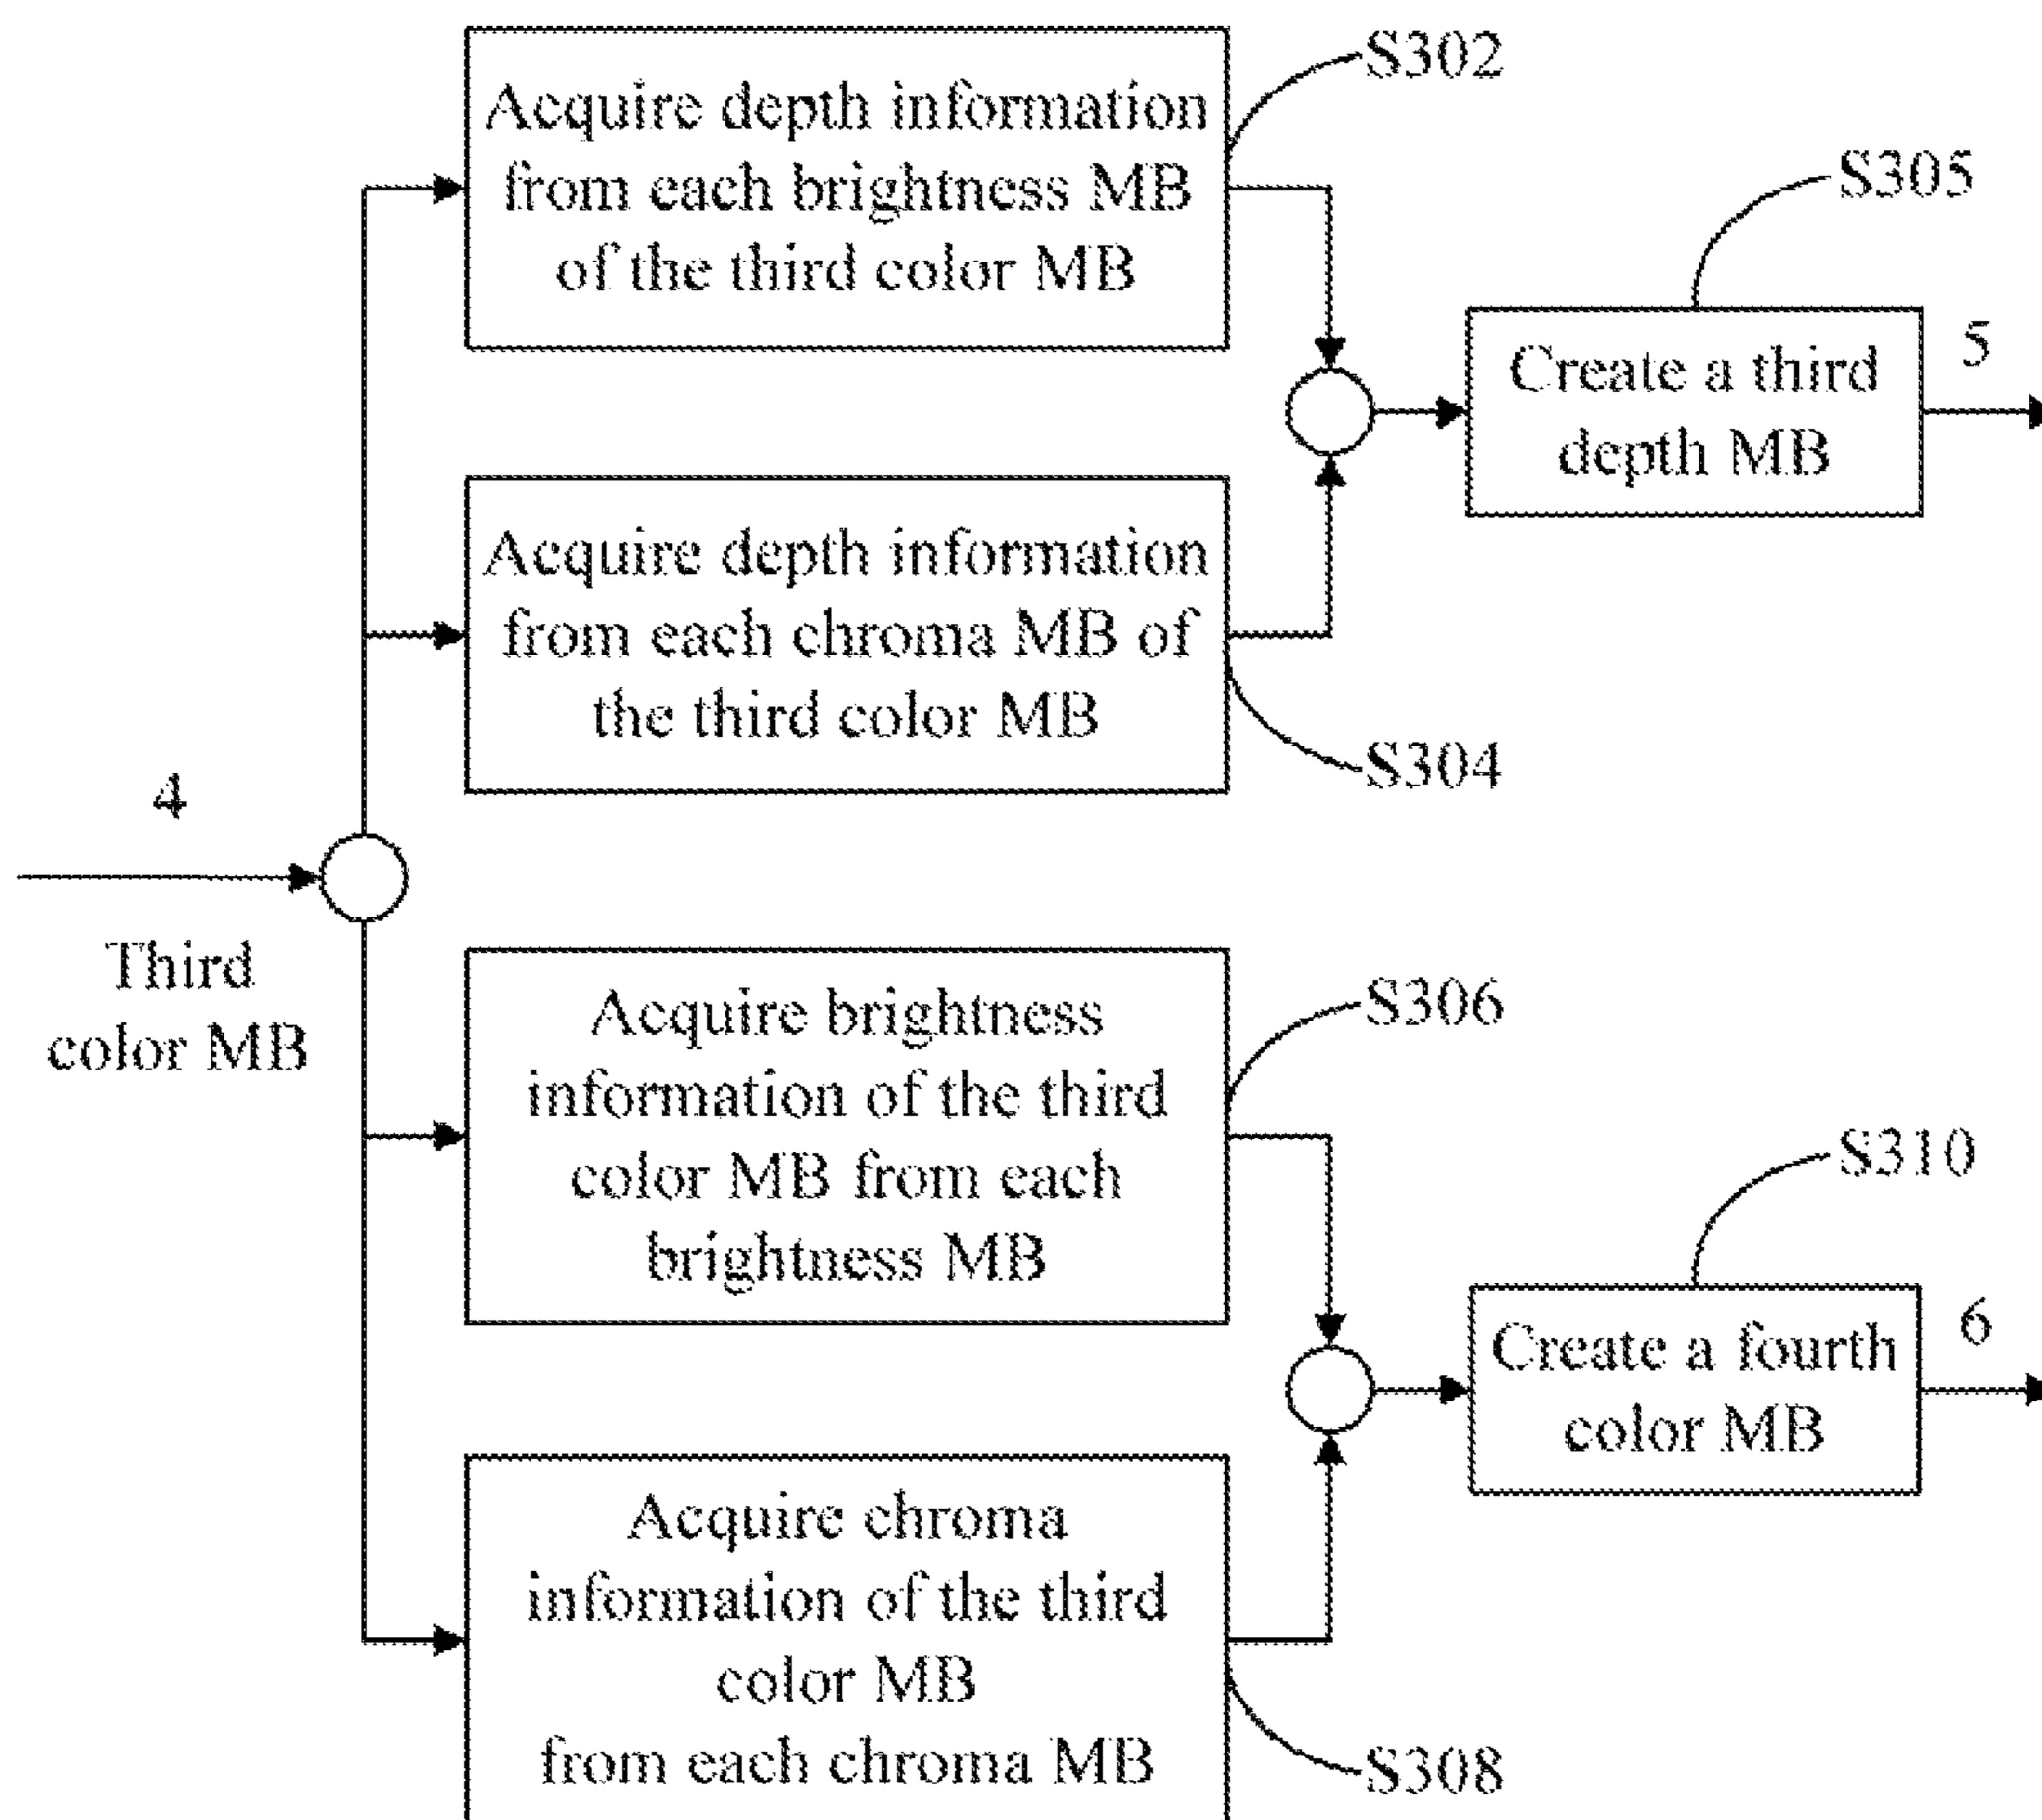 Acquire depth information
from each brightness MB
of the third color MB
S302
S305
Create a third
depth MB
5
Acquire depth information
from each chroma MB of
the third color MB
S304
4
Third
color MB
Acquire brightness
information of the third
color MB from each
brightness MB
S306
S310
Create a fourth
color MB
6
Acquire chroma
information of the third
color MB
from each chroma MB
S308